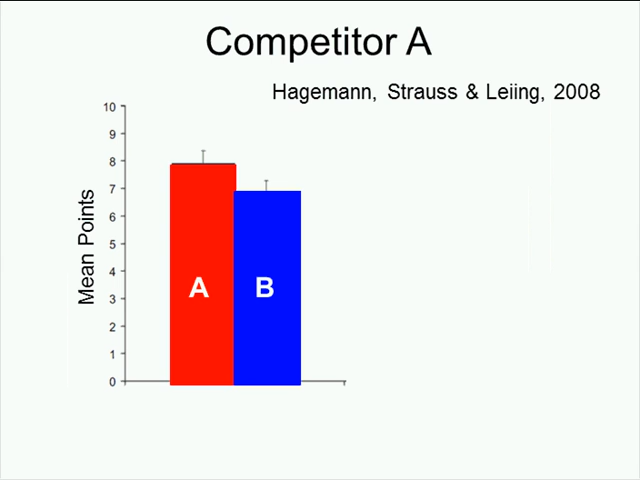 Competitor A
Hagemann, Strauss & Leiing, 2008
Mean Points
10
9
8
7
6
5
4
3
2
1
0
A
B